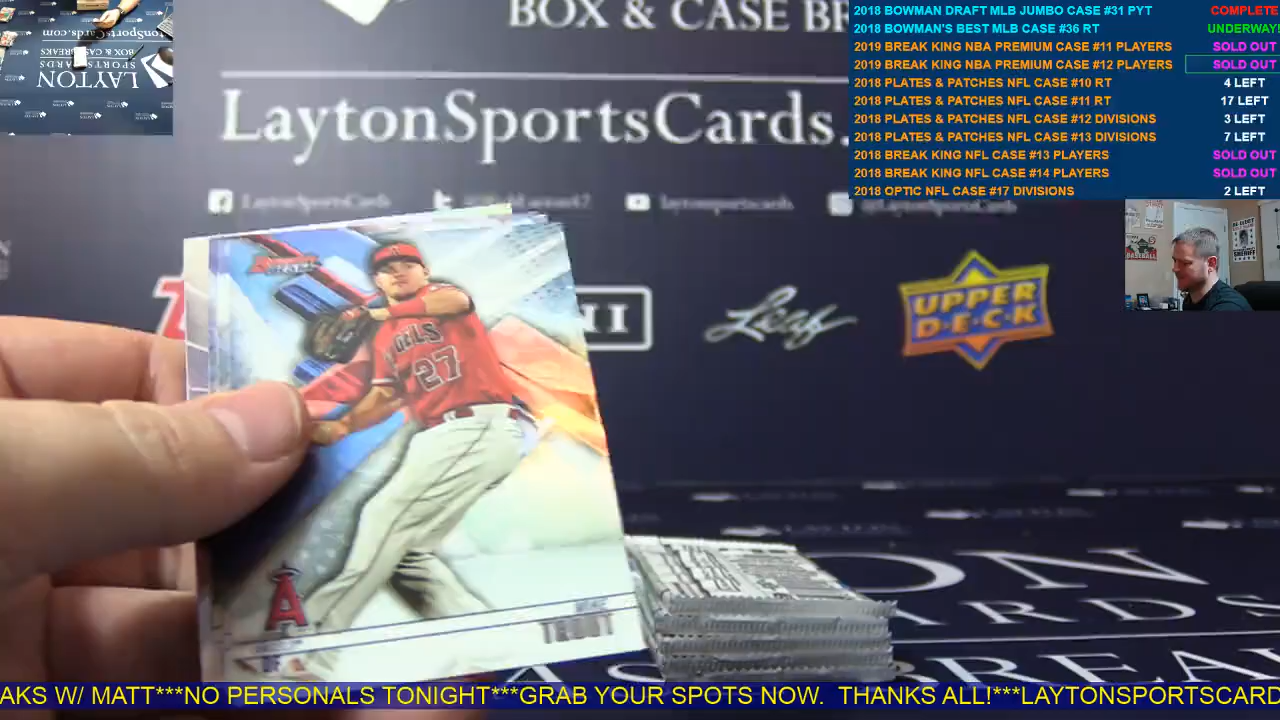 BOX & CASE BR
LaytonSportsCards.
LaytonSportsCards
laytonsportscards
@LaytonSportsCards
Leaf
UPPER
D.E.C.K
ANGELS
27
A
TROUT
2018 BOWMAN DRAFT MLB JUMBO CASE #31 PYT COMPLETE
2018 BOWMAN'S BEST MLB CASE #36 RT UNDERWAY!
2019 BREAK KING NBA PREMIUM CASE #11 PLAYERS SOLD OUT
2019 BREAK KING NBA PREMIUM CASE #12 PLAYERS SOLD OUT
2018 PLATES & PATCHES NFL CASE #10 RT 4 LEFT
2018 PLATES & PATCHES NFL CASE #11 RT 17 LEFT
2018 PLATES & PATCHES NFL CASE #12 DIVISIONS 3 LEFT
2018 PLATES & PATCHES NFL CASE #13 DIVISIONS 7 LEFT
2018 BREAK KING NFL CASE #13 PLAYERS SOLD OUT
2018 BREAK KING NFL CASE #14 PLAYERS SOLD OUT
2018 OPTIC NFL CASE #17 DIVISIONS 2 LEFT
AKS W/ MATT***NO PERSONALS TONIGHT***GRAB YOUR SPOTS NOW. THANKS ALL!***LAYTONSPORTSCARD